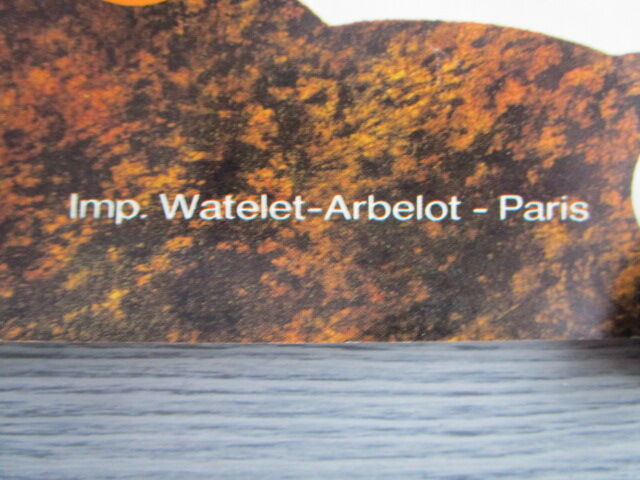 Imp. Watelet-Arbelot - Paris